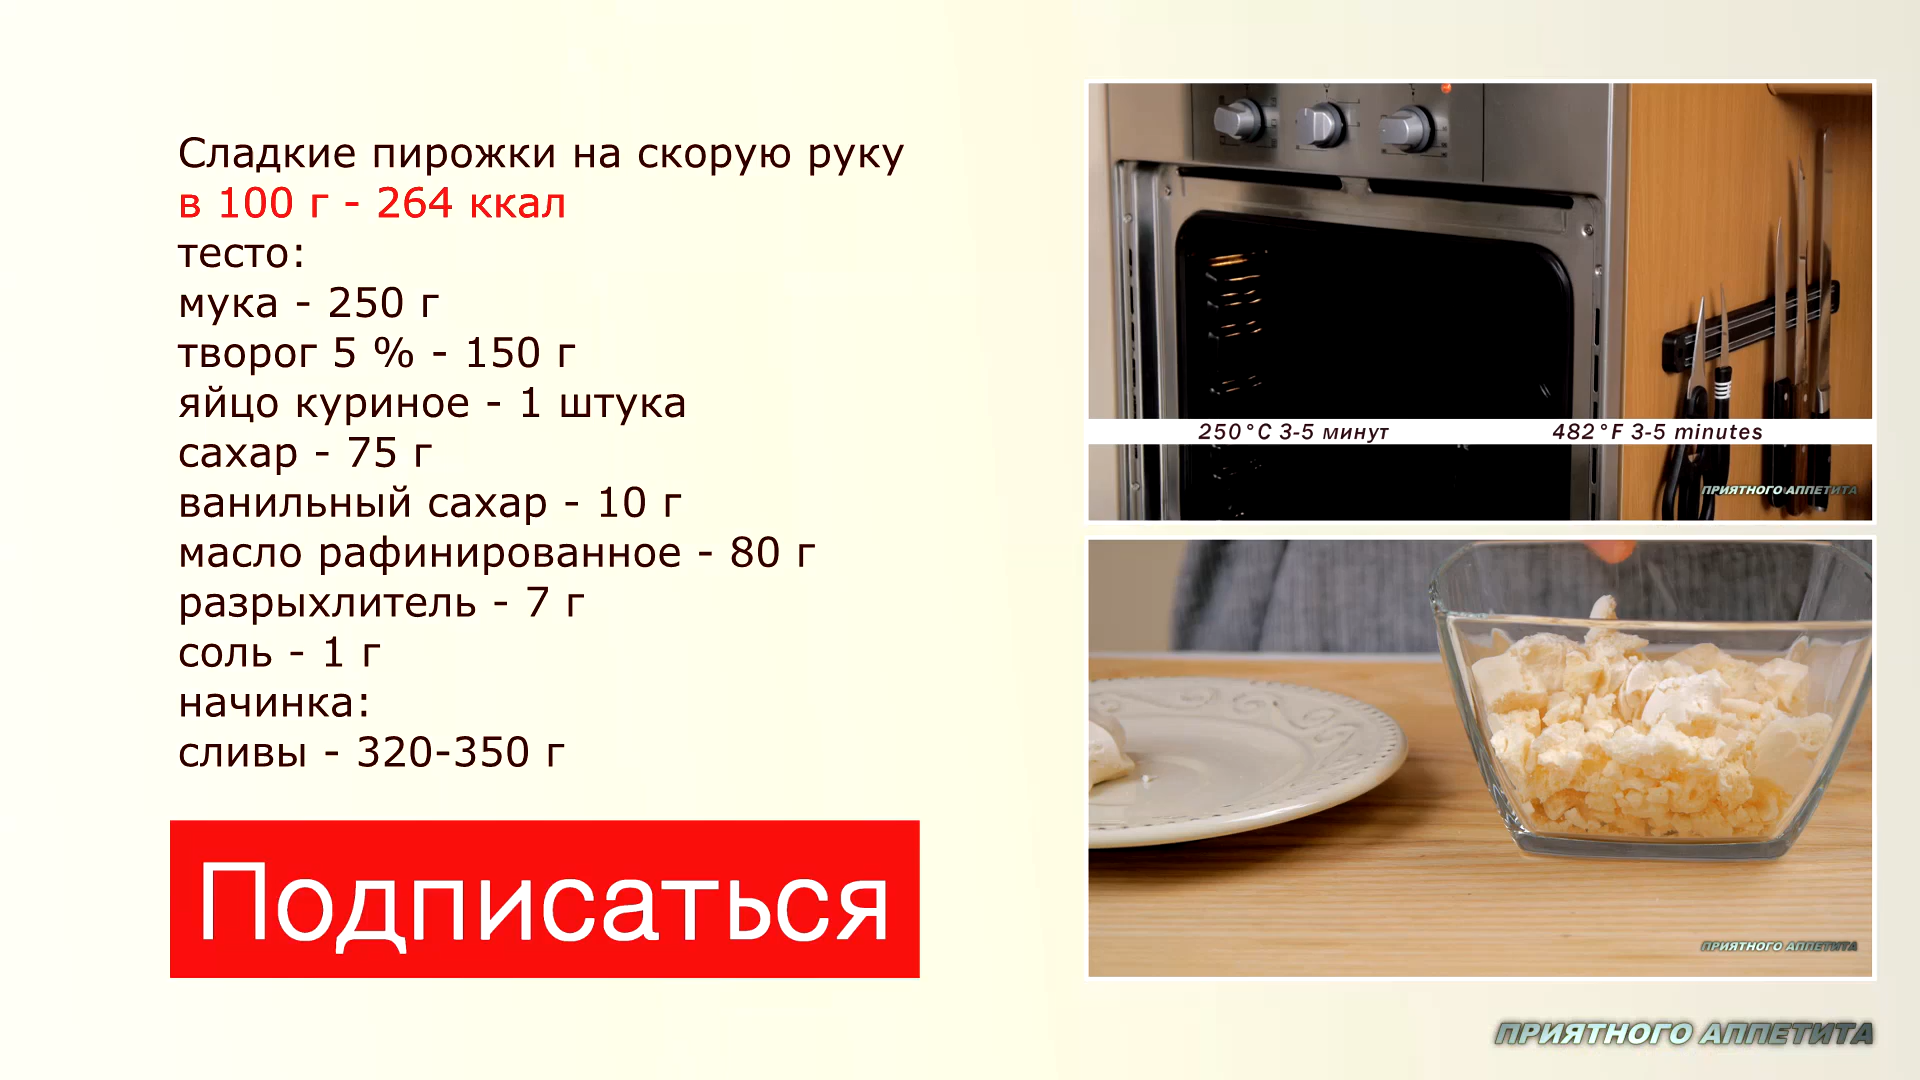 Сладкие пирожки на скорую руку
в 100 г - 264 ккал
тесто:
мука - 250 г
творог 5 % - 150 г
яйцо куриное - 1 штука
сахар - 75 г
ванильный сахар - 10 г
масло рафинированное - 80 г
разрыхлитель - 7 г
соль - 1 г
начинка:
сливы - 320-350 г
Подписаться
250°C 3-5 минут 482°F 3-5 minutes
ПРИЯТНОГО АППЕТИТА
ПРИЯТНОГО АППЕТИТА
ПРИЯТНОГО АППЕТИТА